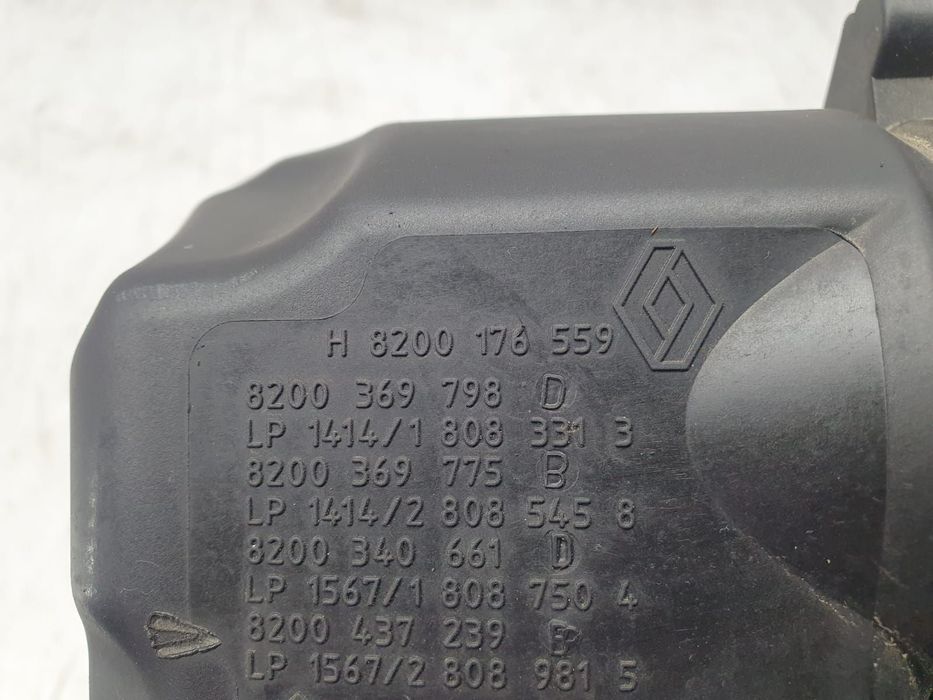 H 8200 176 559
8200 369 798 D
LP 1414/1 808 331 3
8200 369 775 B
LP 1414/2 808 545 8
8200 340 661 D
LP 1567/1 808 750 4
8200 437 239
LP 1567/2 808 981 5